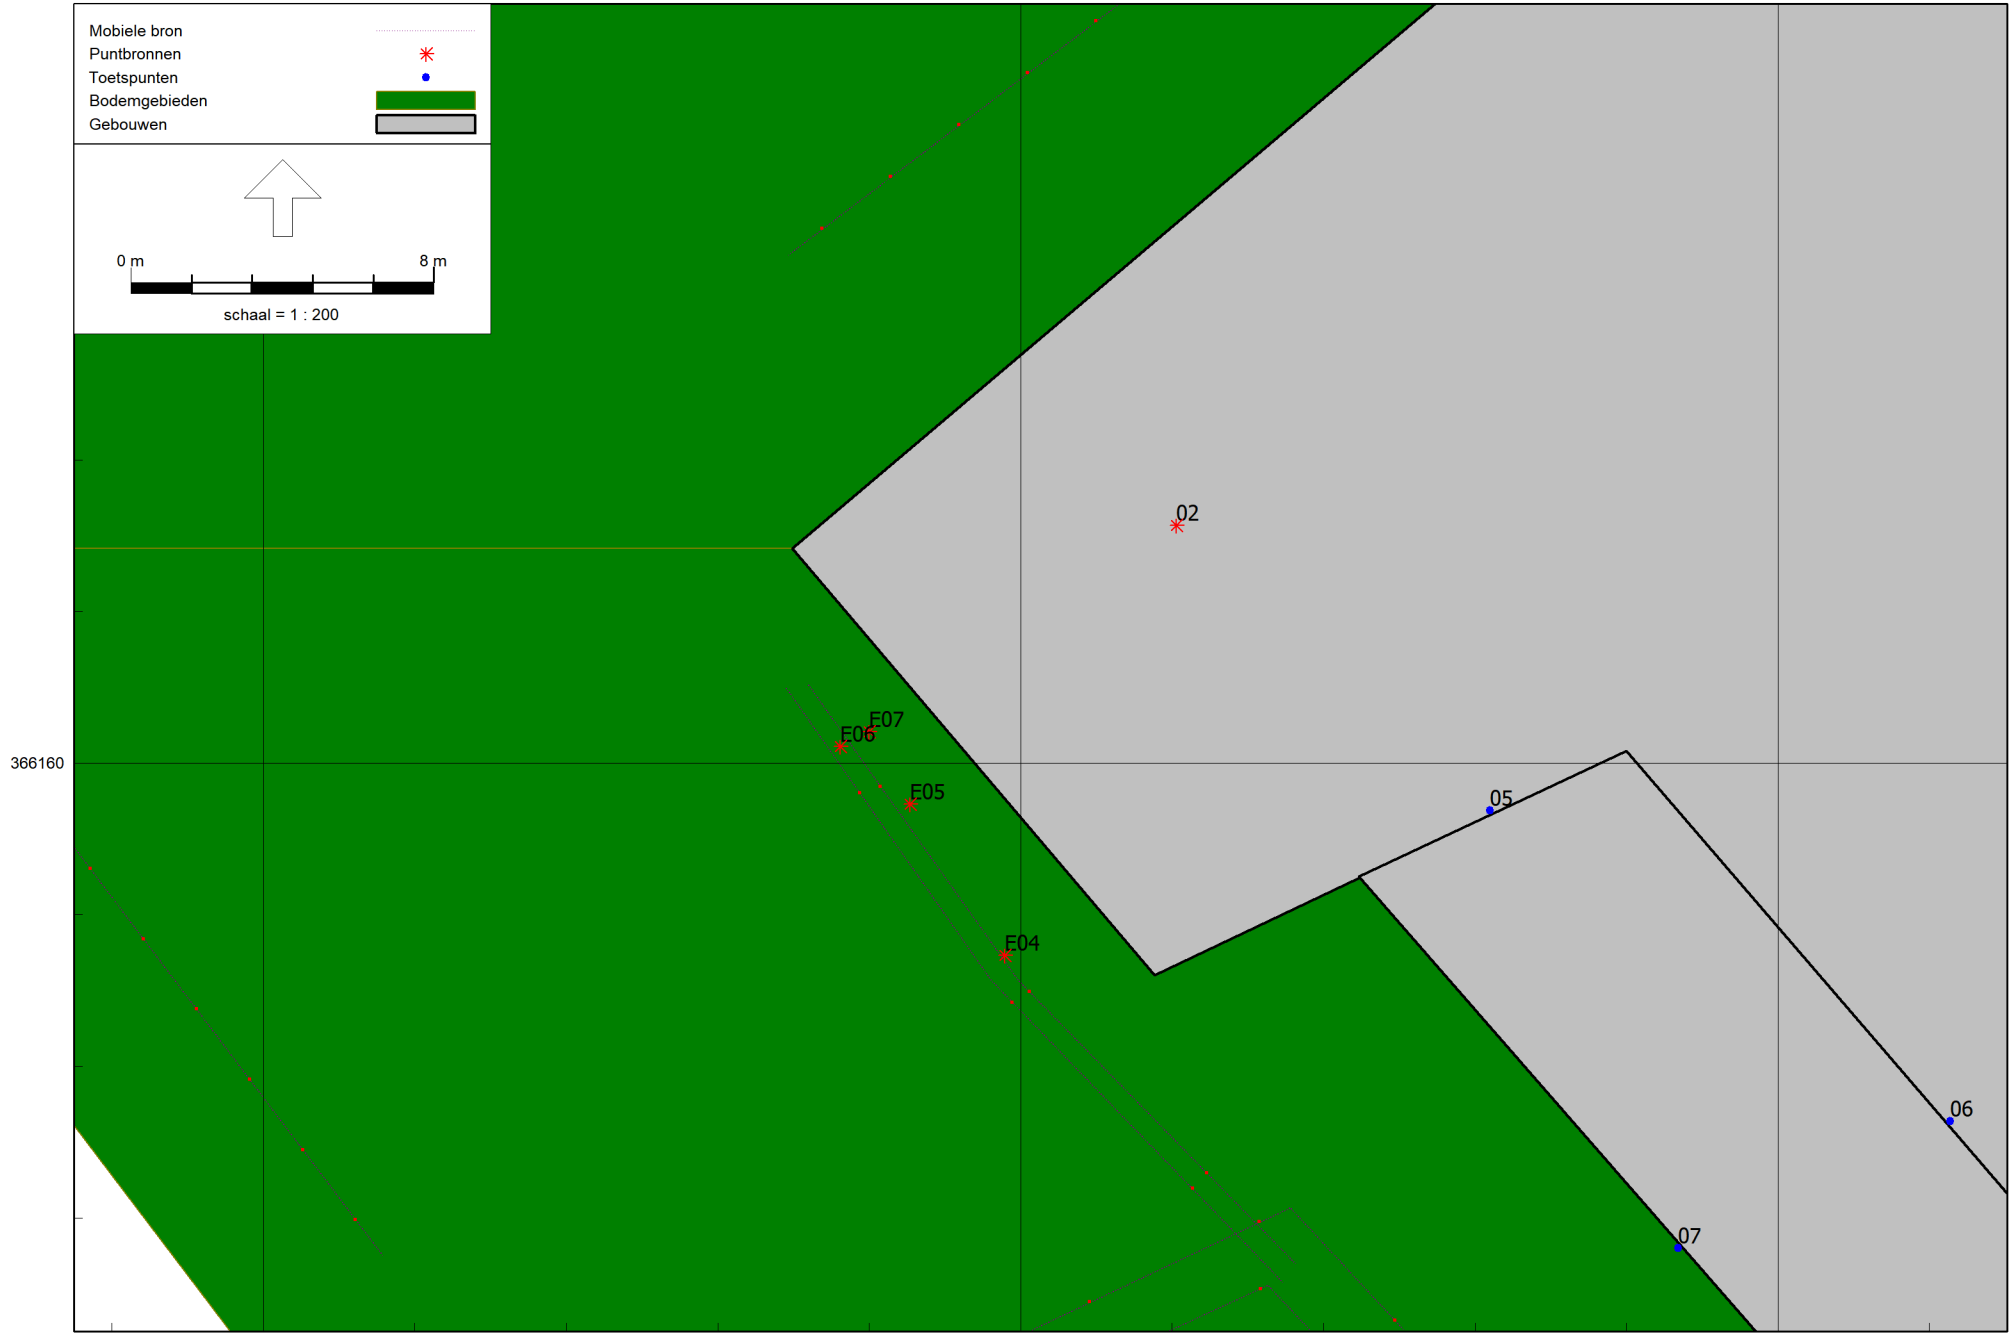 Mobiele bron
Puntbronnen
Toetspunten
Bodemgebieden
Gebouwen
0 m 8 m
schaal = 1 : 200
02
E07
E06
366160
E05
05
E04
06
07